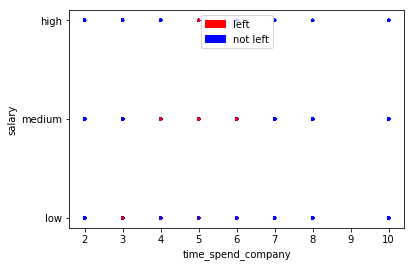 high
medium
low
salary
left
not left
2 3 4 5 6 7 8 9 10
time_spend_company